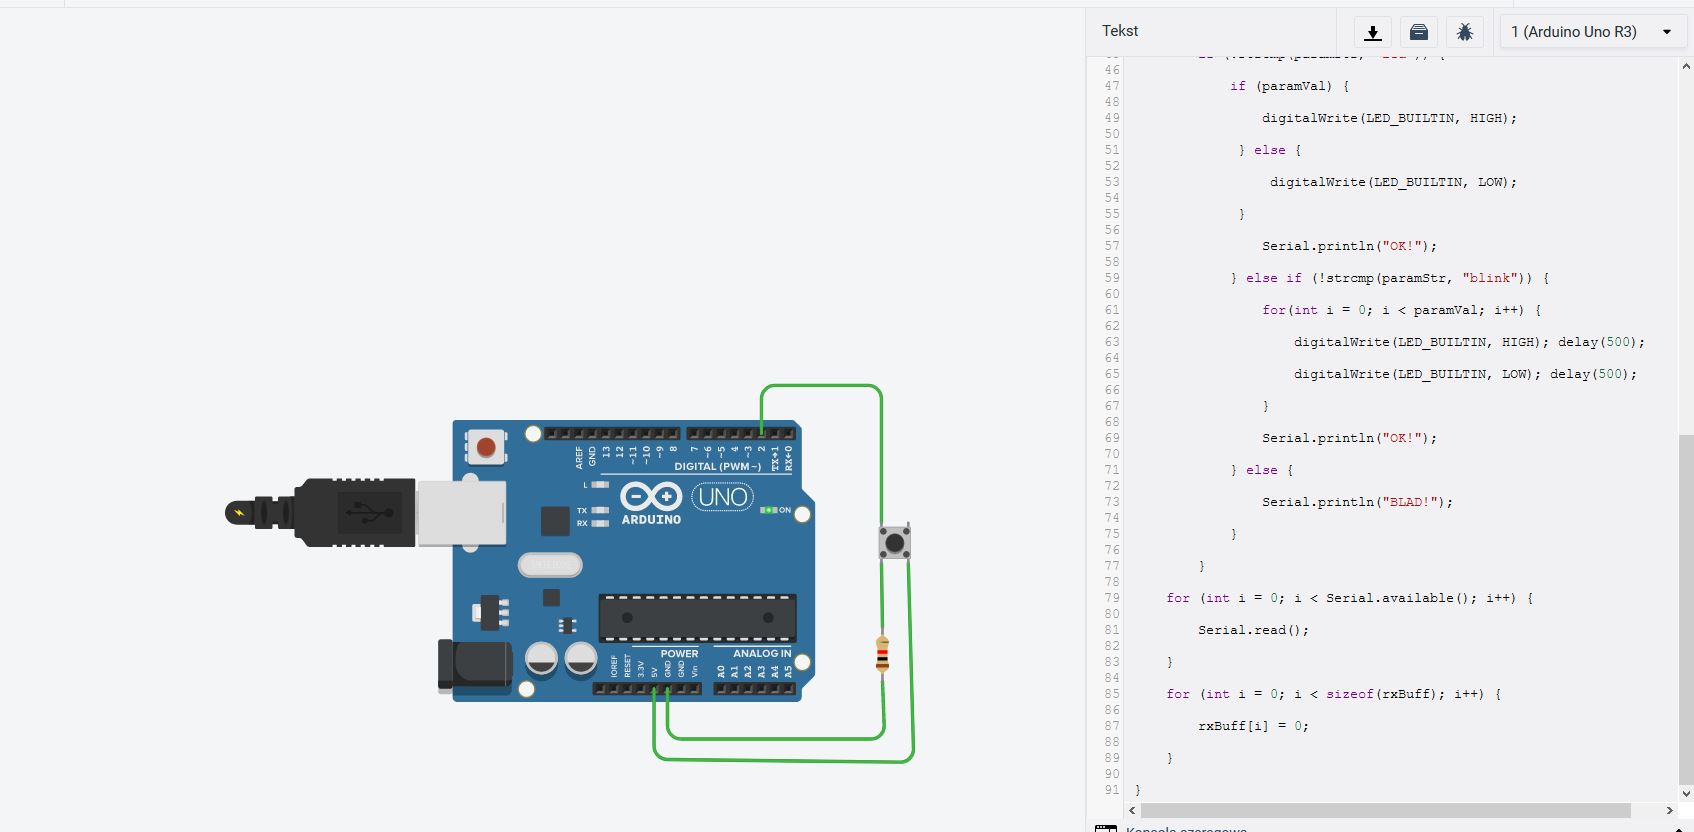 Tekst
1 (Arduino Uno R3)
46
47 if (paramVal) {
48
49 digitalWrite(LED_BUILTIN, HIGH);
50
51 } else {
52
53 digitalWrite(LED_BUILTIN, LOW);
54
55 }
56
57 Serial.println("OK!");
58
59 } else if (!strcmp(paramStr, "blink")) {
60
61 for(int i = 0; i < paramVal; i++) {
62
63 digitalWrite(LED_BUILTIN, HIGH); delay(500);
64
65 digitalWrite(LED_BUILTIN, LOW); delay(500);
66
67 }
68
69 Serial.println("OK!");
70
71 } else {
72
73 Serial.println("BLAD!");
74
75 }
76
77 }
78
79 for (int i = 0; i < Serial.available(); i++) {
80
81 Serial.read();
82
83 }
84
85 for (int i = 0; i < sizeof(rxBuff); i++) {
86
87 rxBuff[i] = 0;
88
89 }
90
91 }
AREF GND 13 12 ~11 ~10 ~9 8 7 ~6 ~5 4 ~3 2 TX→1 RX←0
DIGITAL (PWM~)
L
TX
RX
UNO
ON
ARDUINO
POWER
ANALOG IN
IOREF RESET 3.3V 5V GND GND Vin A0 A1 A2 A3 A4 A5